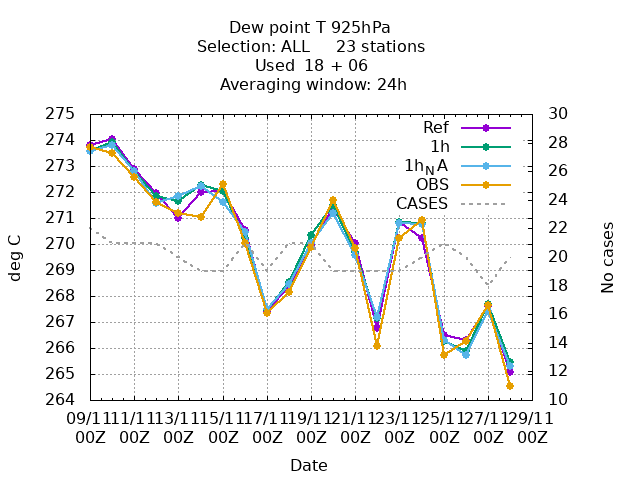 Dew point T 925hPa
Selection: ALL 23 stations
Used 18 + 06
Averaging window: 24h
275
274
273
272
271
270
269
268
267
266
265
264
deg C
30
28
26
24
22
20
18
16
14
12
10
No cases
Ref
1h
1hNA
OBS
CASES
09/11 11/11 13/11 15/11 17/11 19/11 21/11 23/11 25/11 27/11 29/11
00Z 00Z 00Z 00Z 00Z 00Z 00Z 00Z 00Z 00Z 00Z
Date